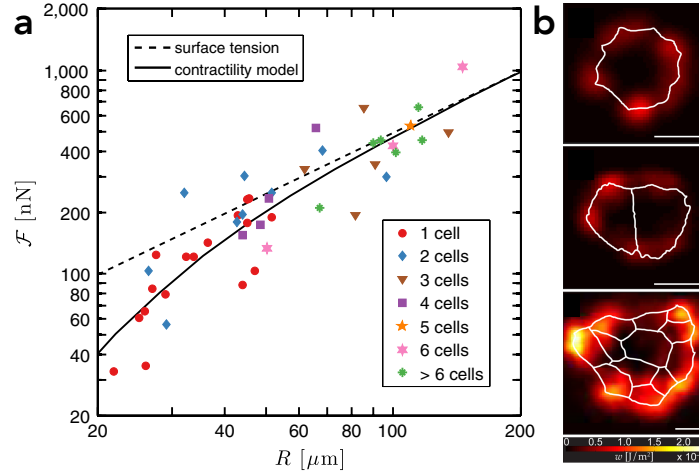 a
b
2,000
1,000
800
600
400
200
100
80
60
40
20
ℱ [nN]
surface tension
contractility model
1 cell
2 cells
3 cells
4 cells
5 cells
6 cells
> 6 cells
20
40
60
80
100
200
R [μm]
0 0.5 1.0 1.5 2.0
w [J/m²]
x 10